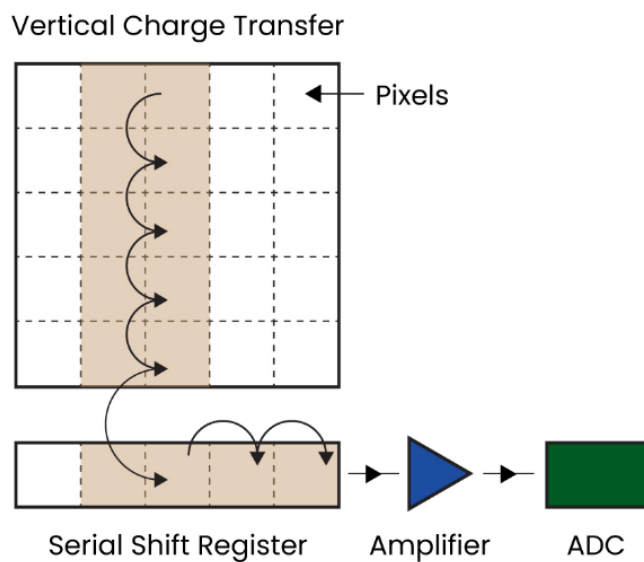 Vertical Charge Transfer
Pixels
Serial Shift Register
Amplifier
ADC